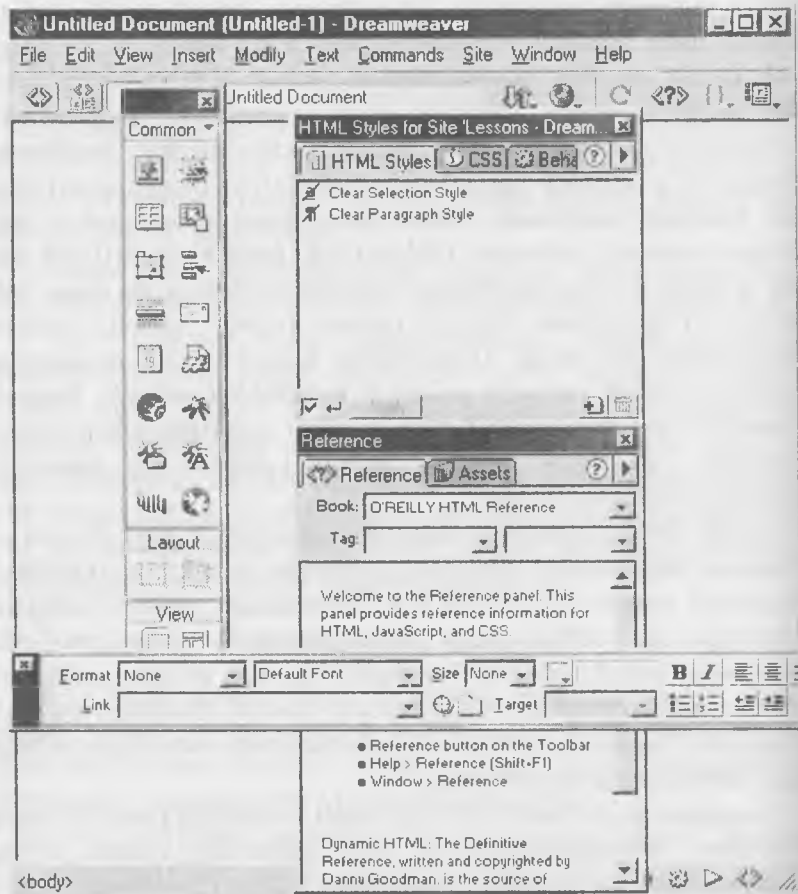 Untitled Document (Untitled-1) - Dreamweaver
File Edit View Insert Modify Text Commands Site Window Help
Untitled Document
Common
HTML Styles for Site 'Lessons - Dream...
HTML Styles CSS Beha
Clear Selection Style
Clear Paragraph Style
Reference
<?> Reference Assets
Book: O'REILLY HTML Reference
Tag:
Layout
Welcome to the Reference panel. This
panel provides reference information for
HTML, JavaScript, and CSS.
View
Format None Default Font Size None B I
Link Target
Reference button on the Toolbar
Help > Reference (Shift+F1)
Window > Reference
Dynamic HTML: The Definitive
Reference, written and copyrighted by
Danny Goodman, is the source of
<body>